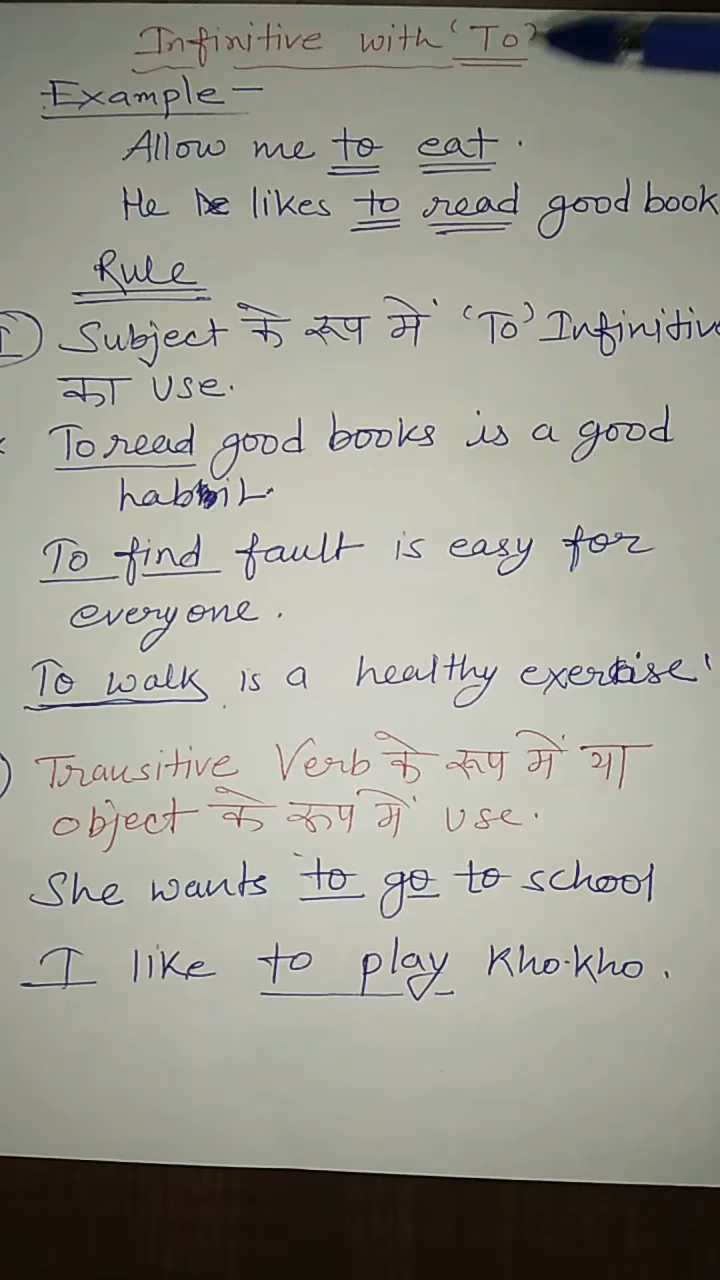 Infinitive with 'To'
Example -
Allow me to eat.
He likes to read good book
Rule
Subject के रूप में 'To' Infinitive
का use.
To read good books is a good
habit.
To find fault is easy for
everyone.
To walk is a healthy exercise.
Transitive Verb के रूप में या
object के रूप में use.
She wants to go to school
I like to play Kho-kho.